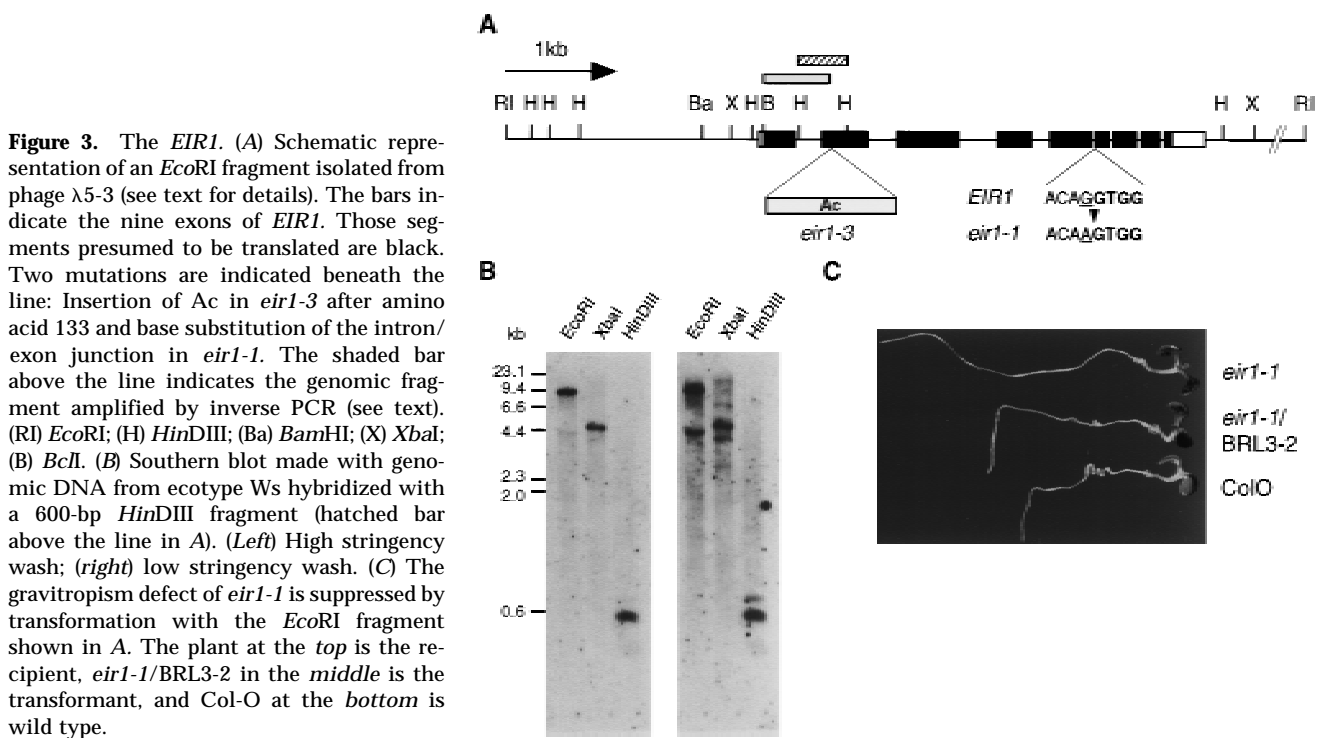 Figure 3. The EIR1. (A) Schematic repre-
sentation of an EcoRI fragment isolated from
phage λ5-3 (see text for details). The bars in-
dicate the nine exons of EIR1. Those seg-
ments presumed to be translated are black.
Two mutations are indicated beneath the
line: Insertion of Ac in eir1-3 after amino
acid 133 and base substitution of the intron/
exon junction in eir1-1. The shaded bar
above the line indicates the genomic frag-
ment amplified by inverse PCR (see text).
(RI) EcoRI; (H) HinDIII; (Ba) BamHI; (X) XbaI;
(B) BclI. (B) Southern blot made with geno-
mic DNA from ecotype Ws hybridized with
a 600-bp HinDIII fragment (hatched bar
above the line in A). (Left) High stringency
wash; (right) low stringency wash. (C) The
gravitropism defect of eir1-1 is suppressed by
transformation with the EcoRI fragment
shown in A. The plant at the top is the re-
cipient, eir1-1/BRL3-2 in the middle is the
transformant, and Col-O at the bottom is
wild type.
A
1kb
RI H H H Ba X H B H H H X RI
Ac
eir1-3
EIR1 ACAGGTGG
eir1-1 ACAAGTGG
B
kb
EcoRI XbaI HinDIII EcoRI XbaI HinDIII
23.1
9.4
6.6
4.4
2.3
2.0
0.6
C
eir1-1
eir1-1/
BRL3-2
ColO